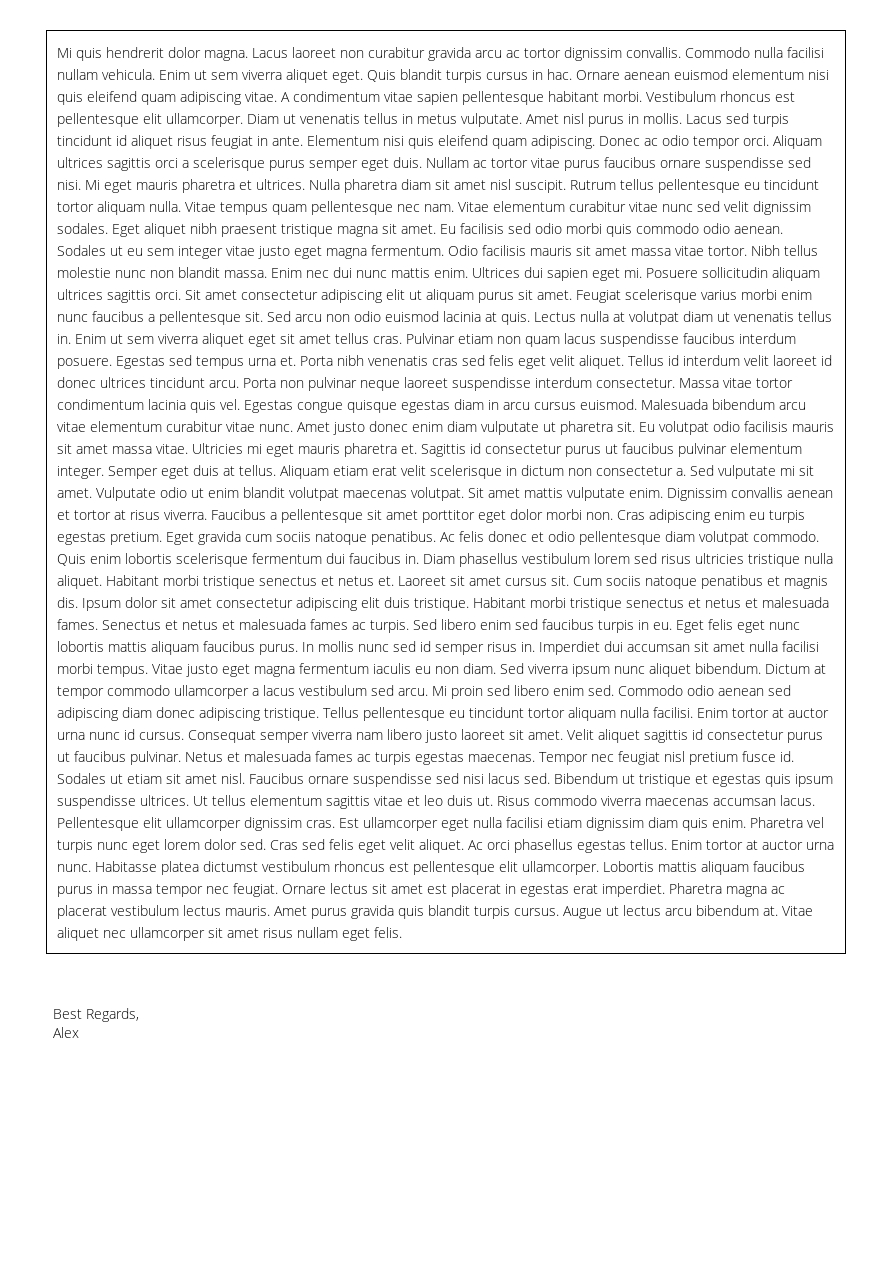 Mi quis hendrerit dolor magna. Lacus laoreet non curabitur gravida arcu ac tortor dignissim convallis. Commodo nulla facilisi
nullam vehicula. Enim ut sem viverra aliquet eget. Quis blandit turpis cursus in hac. Ornare aenean euismod elementum nisi
quis eleifend quam adipiscing vitae. A condimentum vitae sapien pellentesque habitant morbi. Vestibulum rhoncus est
pellentesque elit ullamcorper. Diam ut venenatis tellus in metus vulputate. Amet nisl purus in mollis. Lacus sed turpis
tincidunt id aliquet risus feugiat in ante. Elementum nisi quis eleifend quam adipiscing. Donec ac odio tempor orci. Aliquam
ultrices sagittis orci a scelerisque purus semper eget duis. Nullam ac tortor vitae purus faucibus ornare suspendisse sed
nisi. Mi eget mauris pharetra et ultrices. Nulla pharetra diam sit amet nisl suscipit. Rutrum tellus pellentesque eu tincidunt
tortor aliquam nulla. Vitae tempus quam pellentesque nec nam. Vitae elementum curabitur vitae nunc sed velit dignissim
sodales. Eget aliquet nibh praesent tristique magna sit amet. Eu facilisis sed odio morbi quis commodo odio aenean.
Sodales ut eu sem integer vitae justo eget magna fermentum. Odio facilisis mauris sit amet massa vitae tortor. Nibh tellus
molestie nunc non blandit massa. Enim nec dui nunc mattis enim. Ultrices dui sapien eget mi. Posuere sollicitudin aliquam
ultrices sagittis orci. Sit amet consectetur adipiscing elit ut aliquam purus sit amet. Feugiat scelerisque varius morbi enim
nunc faucibus a pellentesque sit. Sed arcu non odio euismod lacinia at quis. Lectus nulla at volutpat diam ut venenatis tellus
in. Enim ut sem viverra aliquet eget sit amet tellus cras. Pulvinar etiam non quam lacus suspendisse faucibus interdum
posuere. Egestas sed tempus urna et. Porta nibh venenatis cras sed felis eget velit aliquet. Tellus id interdum velit laoreet id
donec ultrices tincidunt arcu. Porta non pulvinar neque laoreet suspendisse interdum consectetur. Massa vitae tortor
condimentum lacinia quis vel. Egestas congue quisque egestas diam in arcu cursus euismod. Malesuada bibendum arcu
vitae elementum curabitur vitae nunc. Amet justo donec enim diam vulputate ut pharetra sit. Eu volutpat odio facilisis mauris
sit amet massa vitae. Ultricies mi eget mauris pharetra et. Sagittis id consectetur purus ut faucibus pulvinar elementum
integer. Semper eget duis at tellus. Aliquam etiam erat velit scelerisque in dictum non consectetur a. Sed vulputate mi sit
amet. Vulputate odio ut enim blandit volutpat maecenas volutpat. Sit amet mattis vulputate enim. Dignissim convallis aenean
et tortor at risus viverra. Faucibus a pellentesque sit amet porttitor eget dolor morbi non. Cras adipiscing enim eu turpis
egestas pretium. Eget gravida cum sociis natoque penatibus. Ac felis donec et odio pellentesque diam volutpat commodo.
Quis enim lobortis scelerisque fermentum dui faucibus in. Diam phasellus vestibulum lorem sed risus ultricies tristique nulla
aliquet. Habitant morbi tristique senectus et netus et. Laoreet sit amet cursus sit. Cum sociis natoque penatibus et magnis
dis. Ipsum dolor sit amet consectetur adipiscing elit duis tristique. Habitant morbi tristique senectus et netus et malesuada
fames. Senectus et netus et malesuada fames ac turpis. Sed libero enim sed faucibus turpis in eu. Eget felis eget nunc
lobortis mattis aliquam faucibus purus. In mollis nunc sed id semper risus in. Imperdiet dui accumsan sit amet nulla facilisi
morbi tempus. Vitae justo eget magna fermentum iaculis eu non diam. Sed viverra ipsum nunc aliquet bibendum. Dictum at
tempor commodo ullamcorper a lacus vestibulum sed arcu. Mi proin sed libero enim sed. Commodo odio aenean sed
adipiscing diam donec adipiscing tristique. Tellus pellentesque eu tincidunt tortor aliquam nulla facilisi. Enim tortor at auctor
urna nunc id cursus. Consequat semper viverra nam libero justo laoreet sit amet. Velit aliquet sagittis id consectetur purus
ut faucibus pulvinar. Netus et malesuada fames ac turpis egestas maecenas. Tempor nec feugiat nisl pretium fusce id.
Sodales ut etiam sit amet nisl. Faucibus ornare suspendisse sed nisi lacus sed. Bibendum ut tristique et egestas quis ipsum
suspendisse ultrices. Ut tellus elementum sagittis vitae et leo duis ut. Risus commodo viverra maecenas accumsan lacus.
Pellentesque elit ullamcorper dignissim cras. Est ullamcorper eget nulla facilisi etiam dignissim diam quis enim. Pharetra vel
turpis nunc eget lorem dolor sed. Cras sed felis eget velit aliquet. Ac orci phasellus egestas tellus. Enim tortor at auctor urna
nunc. Habitasse platea dictumst vestibulum rhoncus est pellentesque elit ullamcorper. Lobortis mattis aliquam faucibus
purus in massa tempor nec feugiat. Ornare lectus sit amet est placerat in egestas erat imperdiet. Pharetra magna ac
placerat vestibulum lectus mauris. Amet purus gravida quis blandit turpis cursus. Augue ut lectus arcu bibendum at. Vitae
aliquet nec ullamcorper sit amet risus nullam eget felis.
Best Regards,
Alex